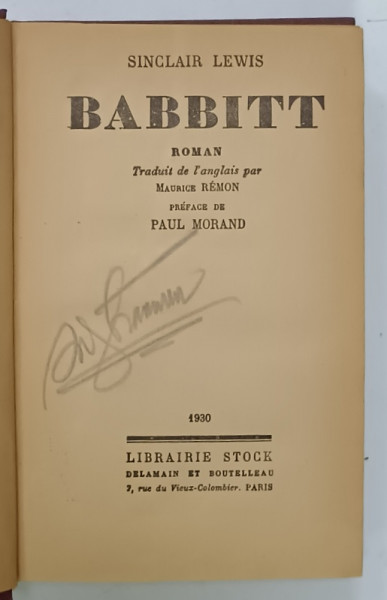 SINCLAIR LEWIS
BABBITT
ROMAN
Traduit de l'anglais par
MAURICE RÉMON
PRÉFACE DE
PAUL MORAND
1930
LIBRAIRIE STOCK
DELAMAIN ET BOUTELLEAU
7, rue du Vieux-Colombier. PARIS